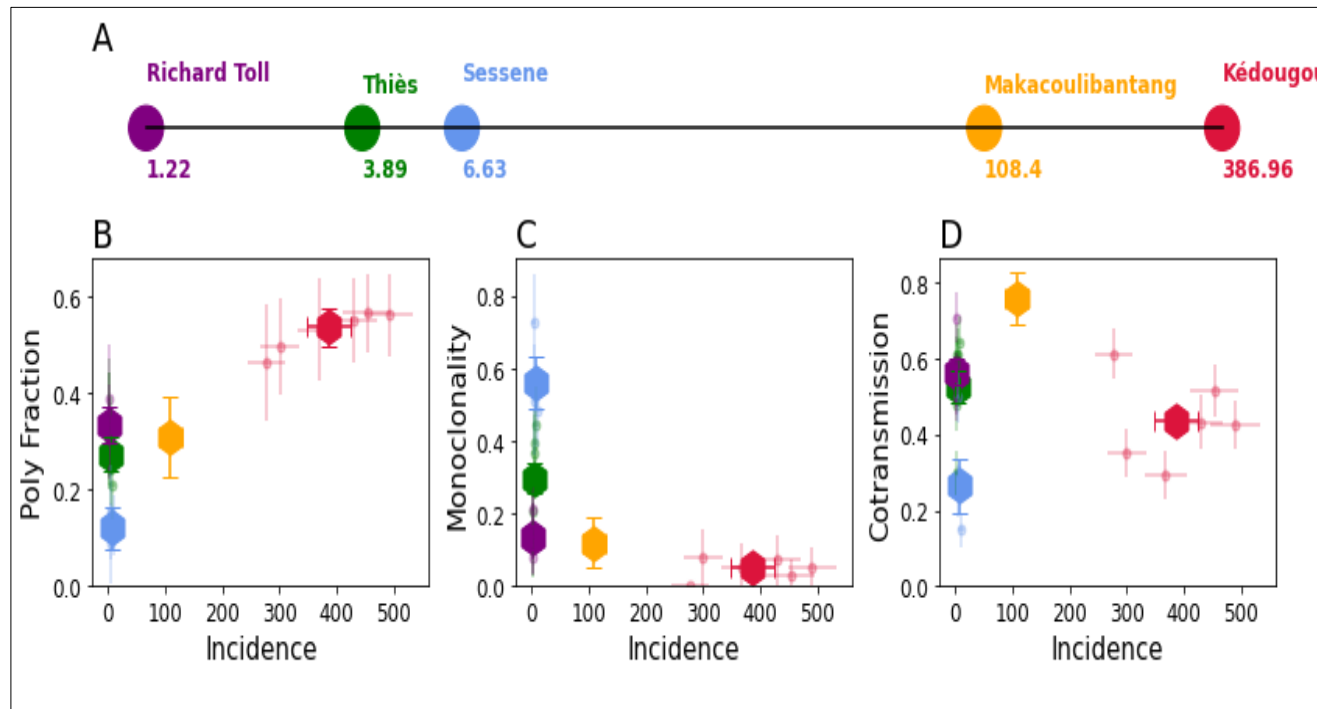 A
Richard Toll
Thiès
Sessene
Makacoulibantang
Kédougou
1.22
3.89
6.63
108.4
386.96
B
Poly Fraction
0.6
0.4
0.2
0.0
0 100 200 300 400 500
Incidence
C
Monoclonality
0.8
0.6
0.4
0.2
0.0
0 100 200 300 400 500
Incidence
D
Cotransmission
0.8
0.6
0.4
0.2
0.0
0 100 200 300 400 500
Incidence